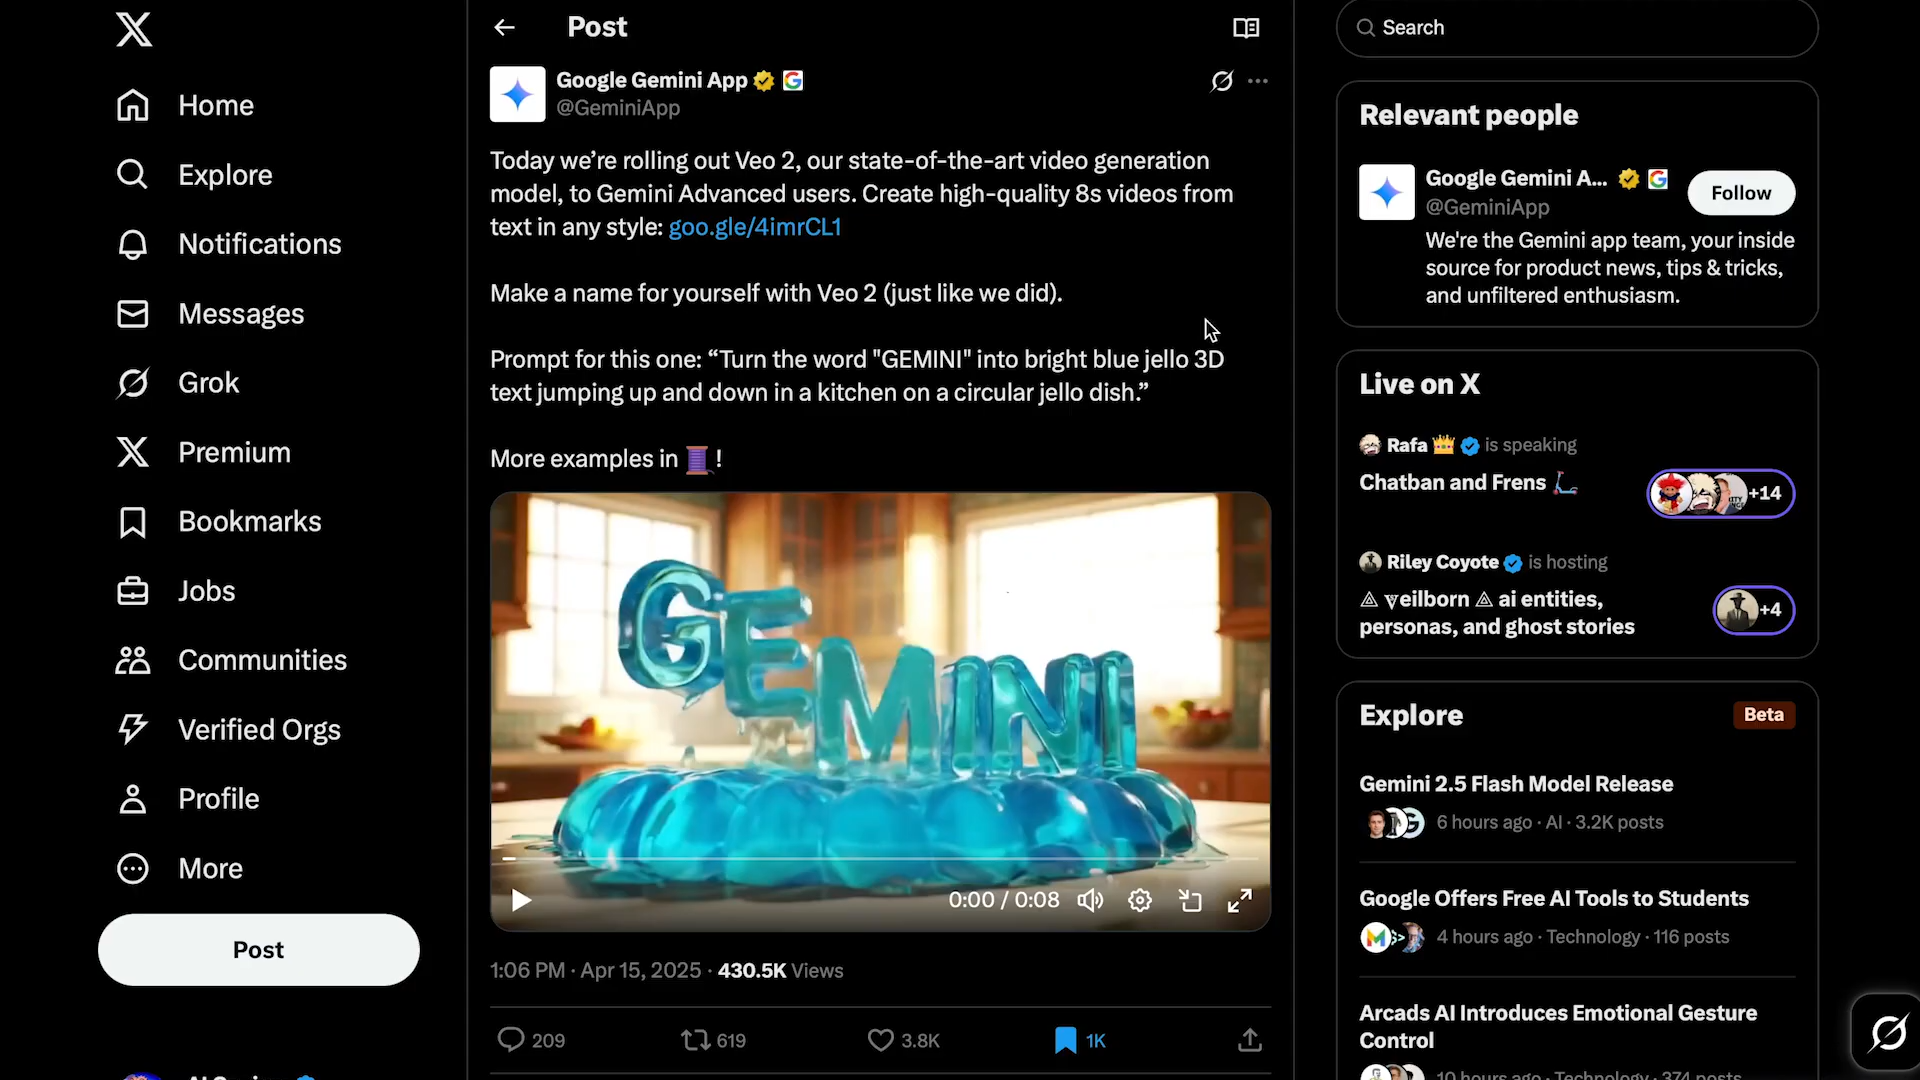 Home
Explore
Notifications
Messages
Grok
Premium
Bookmarks
Jobs
Communities
Verified Orgs
Profile
More
Post
Post
Google Gemini App
@GeminiApp
Today we’re rolling out Veo 2, our state-of-the-art video generation
model, to Gemini Advanced users. Create high-quality 8s videos from
text in any style: goo.gle/4imrCL1
Make a name for yourself with Veo 2 (just like we did).
Prompt for this one: “Turn the word "GEMINI" into bright blue jello 3D
text jumping up and down in a kitchen on a circular jello dish.”
More examples in 🧵 !
GEMINI
0:00 / 0:08
1:06 PM · Apr 15, 2025 · 430.5K Views
209
619
3.8K
1K
Search
Relevant people
Google Gemini A...
@GeminiApp
Follow
We're the Gemini app team, your inside
source for product news, tips & tricks,
and unfiltered enthusiasm.
Live on X
Rafa 👑 is speaking
Chatban and Frens 🛴
+14
Riley Coyote is hosting
⟁ ѱeilborn ⟁ ai entities,
personas, and ghost stories
+4
Explore
Beta
Gemini 2.5 Flash Model Release
6 hours ago · AI · 3.2K posts
Google Offers Free AI Tools to Students
4 hours ago · Technology · 116 posts
Arcads AI Introduces Emotional Gesture
Control
10 hours ago · Technology · 374 posts